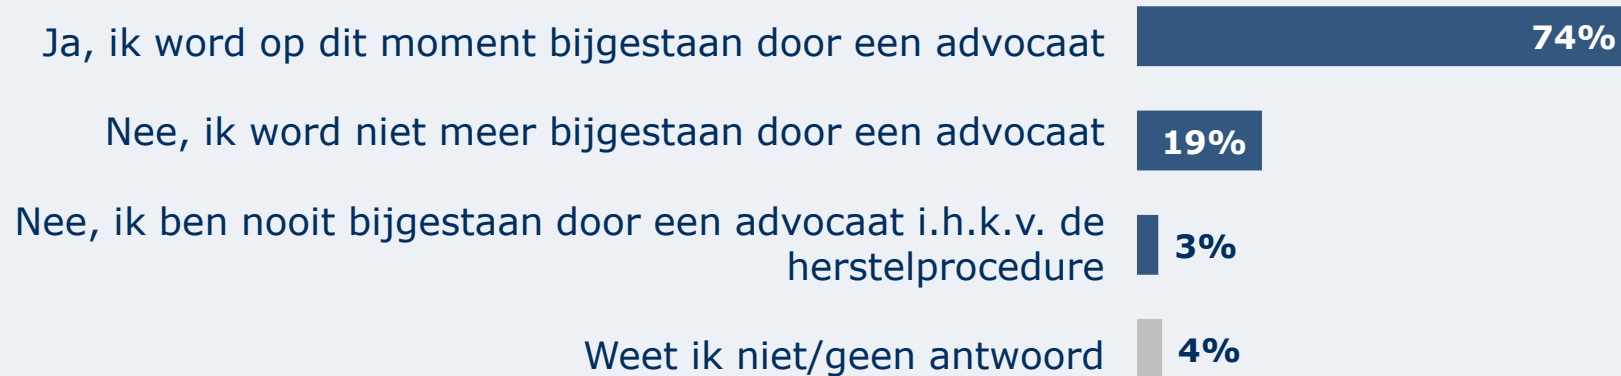 Ja, ik word op dit moment bijgestaan door een advocaat
74%
Nee, ik word niet meer bijgestaan door een advocaat
19%
Nee, ik ben nooit bijgestaan door een advocaat i.h.k.v. de
herstelprocedure
3%
Weet ik niet/geen antwoord
4%